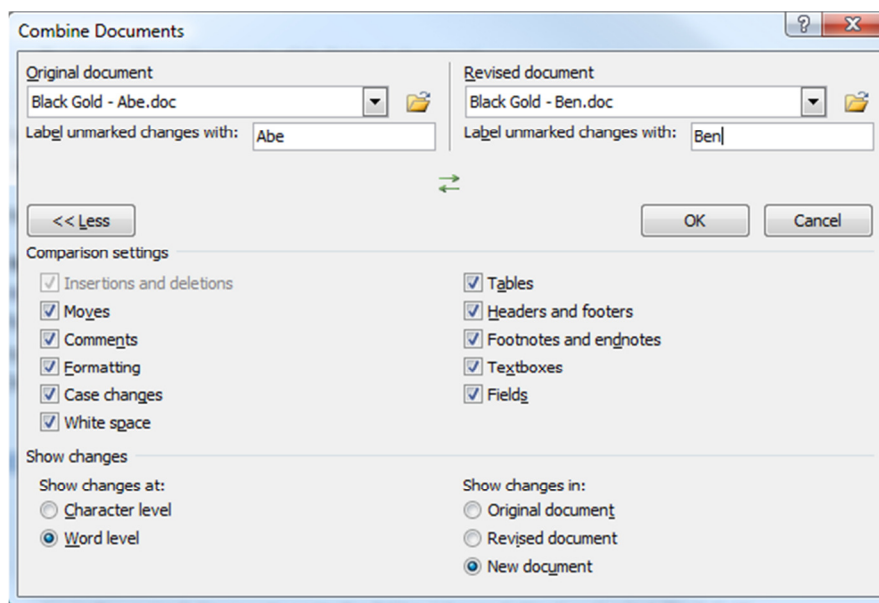 Combine Documents
Original document
Revised document
Black Gold - Abe.doc
Black Gold - Ben.doc
Label unmarked changes with: Abe
Label unmarked changes with: Ben
<< Less
OK
Cancel
Comparison settings
Insertions and deletions
Moves
Comments
Formatting
Case changes
White space
Tables
Headers and footers
Footnotes and endnotes
Textboxes
Fields
Show changes
Show changes at:
Character level
Word level
Show changes in:
Original document
Revised document
New document